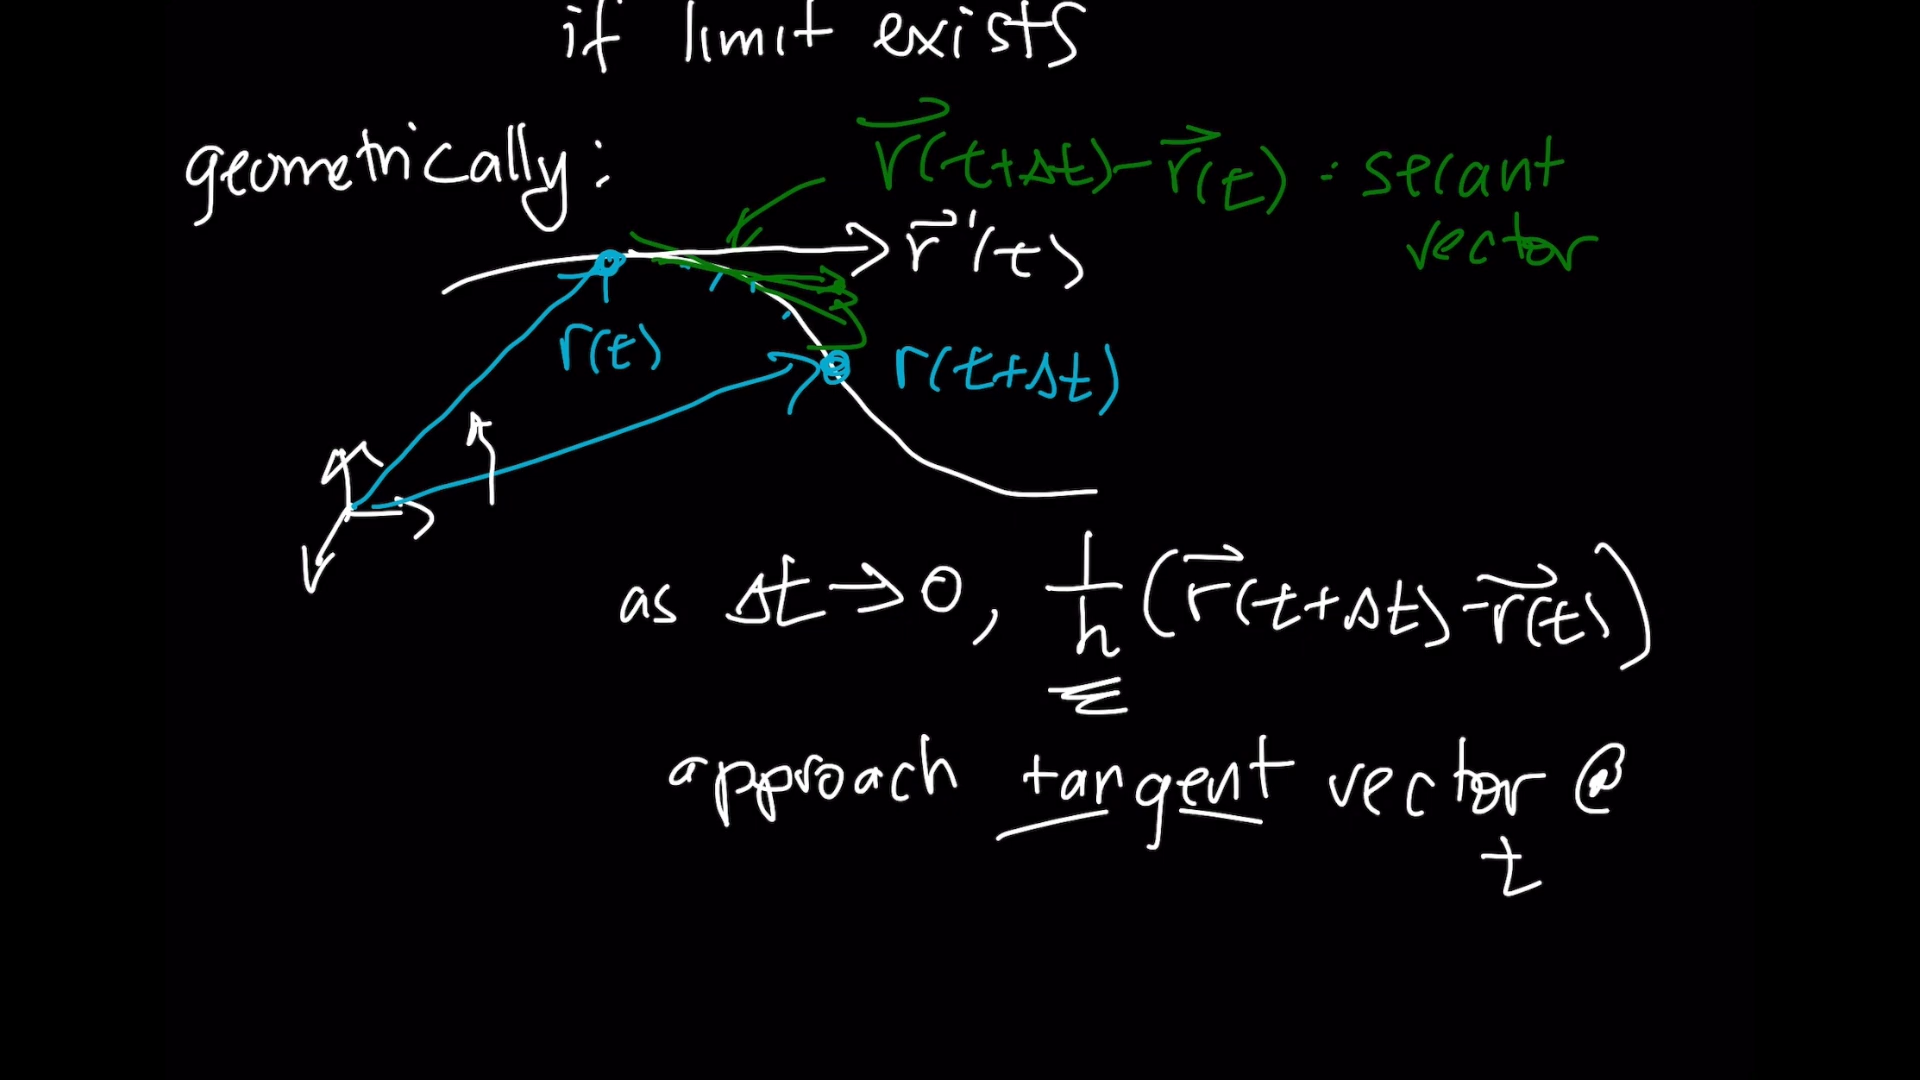 if limit exists
geometrically:
r⃗(t+Δt)-r⃗(t) : secant
vector
r⃗'(t)
r(t)
r(t+Δt)
as Δt→0, 1/h (r⃗(t+Δt)-r⃗(t))
approach tangent vector @
t